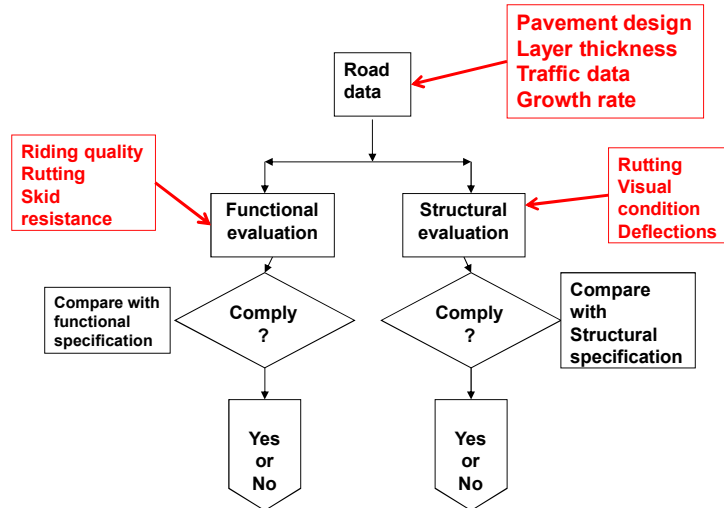 Pavement design
Layer thickness
Traffic data
Growth rate
Road
data
Riding quality
Rutting
Skid
resistance
Functional
evaluation
Structural
evaluation
Rutting
Visual
condition
Deflections
Compare with
functional
specification
Comply
?
Comply
?
Compare
with
Structural
specification
Yes
or
No
Yes
or
No